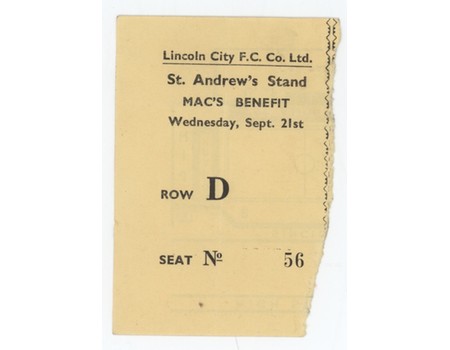 Lincoln City F.C. Co. Ltd.
St. Andrew's Stand
MAC'S BENEFIT
Wednesday, Sept. 21st
ROW D
SEAT No 56